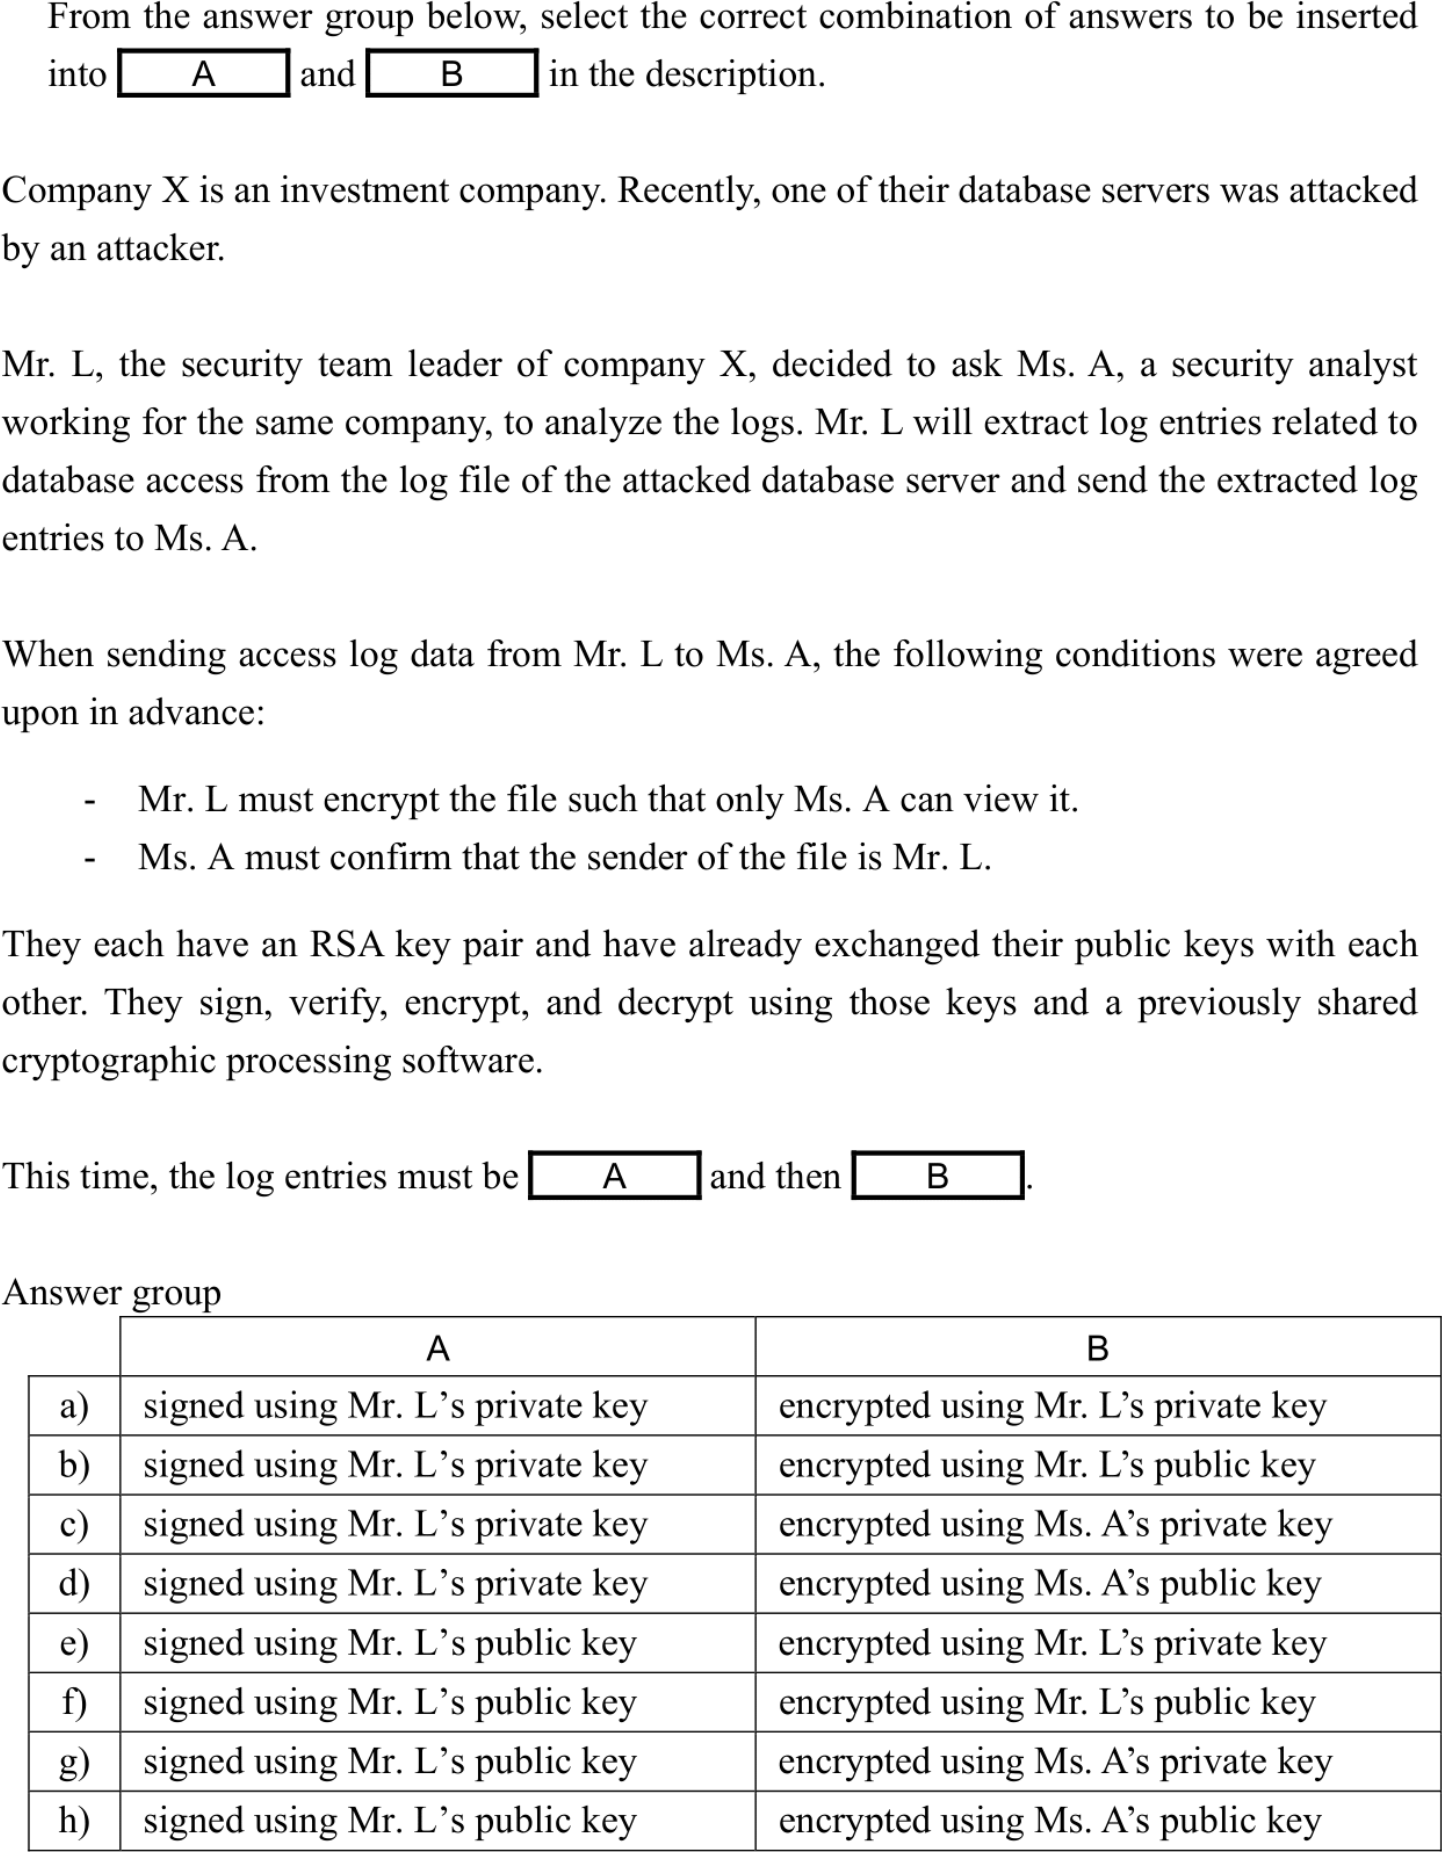 From the answer group below, select the correct combination of answers to be inserted
into A and B in the description.
Company X is an investment company. Recently, one of their database servers was attacked
by an attacker.
Mr. L, the security team leader of company X, decided to ask Ms. A, a security analyst
working for the same company, to analyze the logs. Mr. L will extract log entries related to
database access from the log file of the attacked database server and send the extracted log
entries to Ms. A.
When sending access log data from Mr. L to Ms. A, the following conditions were agreed
upon in advance:
- Mr. L must encrypt the file such that only Ms. A can view it.
- Ms. A must confirm that the sender of the file is Mr. L.
They each have an RSA key pair and have already exchanged their public keys with each
other. They sign, verify, encrypt, and decrypt using those keys and a previously shared
cryptographic processing software.
This time, the log entries must be A and then B.
Answer group
A B
a) signed using Mr. L’s private key encrypted using Mr. L’s private key
b) signed using Mr. L’s private key encrypted using Mr. L’s public key
c) signed using Mr. L’s private key encrypted using Ms. A’s private key
d) signed using Mr. L’s private key encrypted using Ms. A’s public key
e) signed using Mr. L’s public key encrypted using Mr. L’s private key
f) signed using Mr. L’s public key encrypted using Mr. L’s public key
g) signed using Mr. L’s public key encrypted using Ms. A’s private key
h) signed using Mr. L’s public key encrypted using Ms. A’s public key